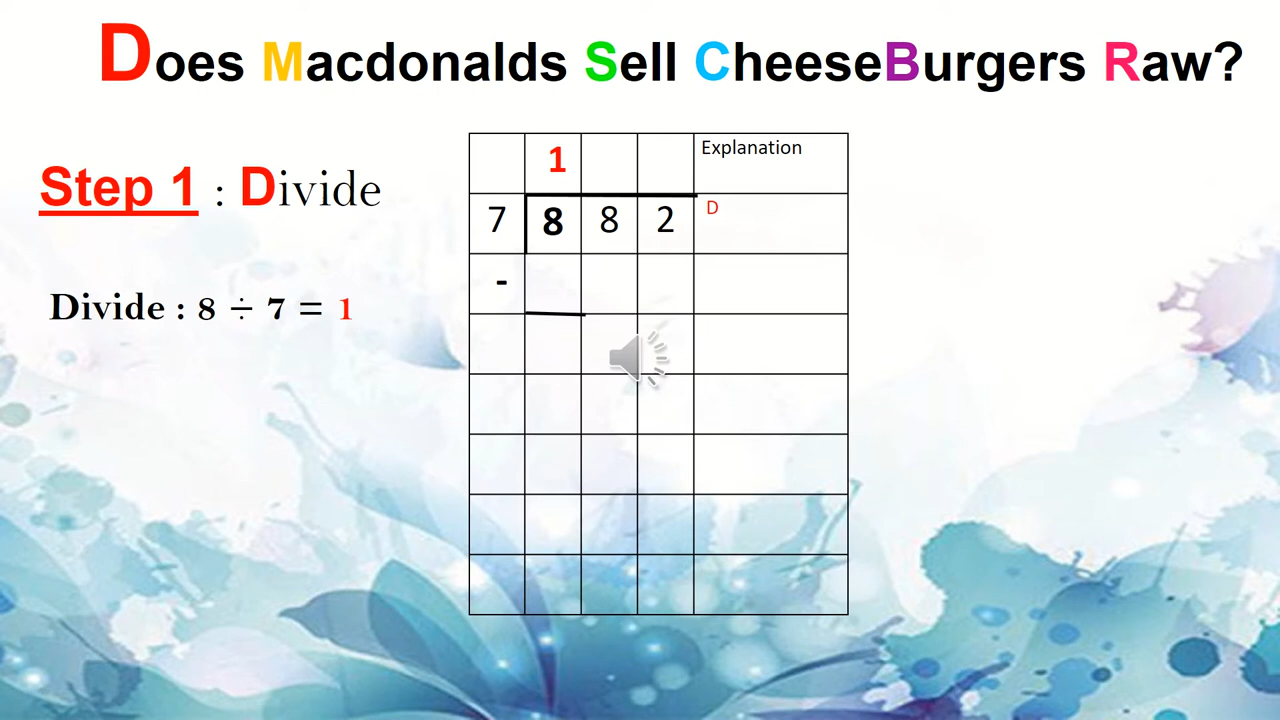 Does Macdonalds Sell CheeseBurgers Raw?
Step 1 : Divide
Divide : 8 ÷ 7 = 1
1 Explanation
7 8 8 2 D
-